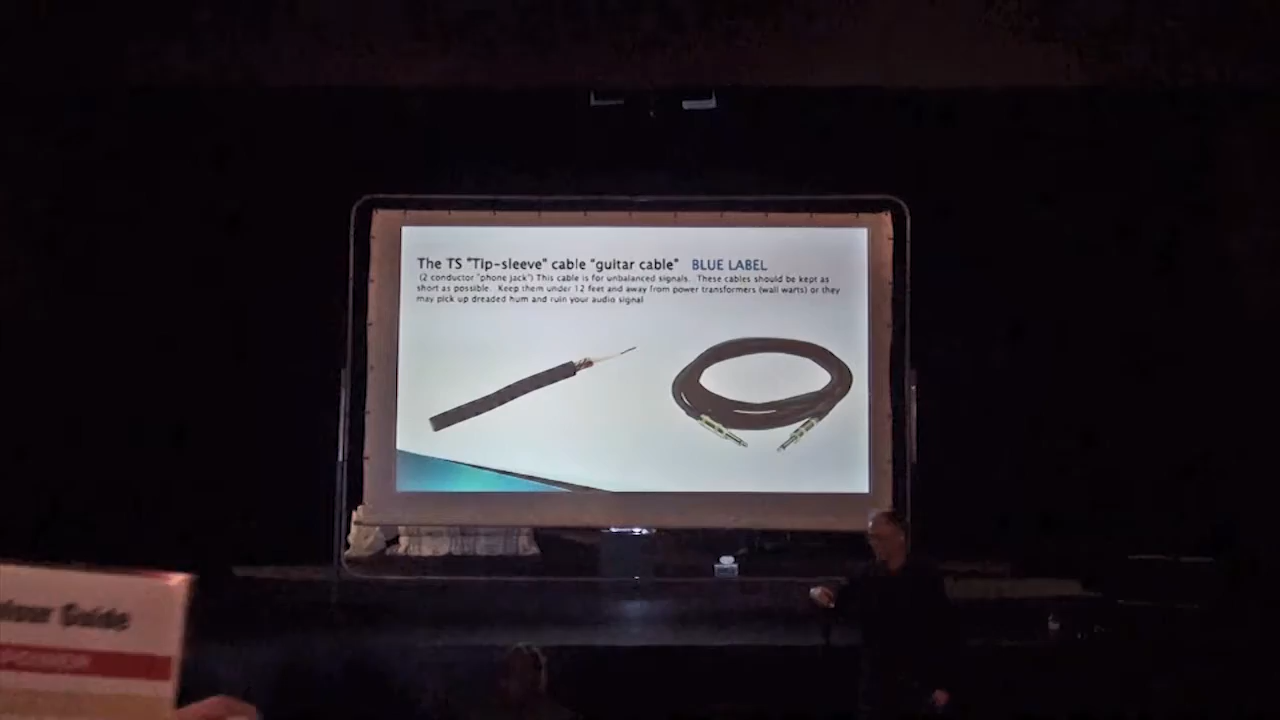 The TS "Tip-sleeve" cable "guitar cable" BLUE LABEL
(2 conductor "phone jack") This cable is for unbalanced signals. These cables should be kept as
short as possible. Keep them under 12 feet and away from power transformers (wall warts) or they
may pick up dreaded hum and ruin your audio signal
Guide